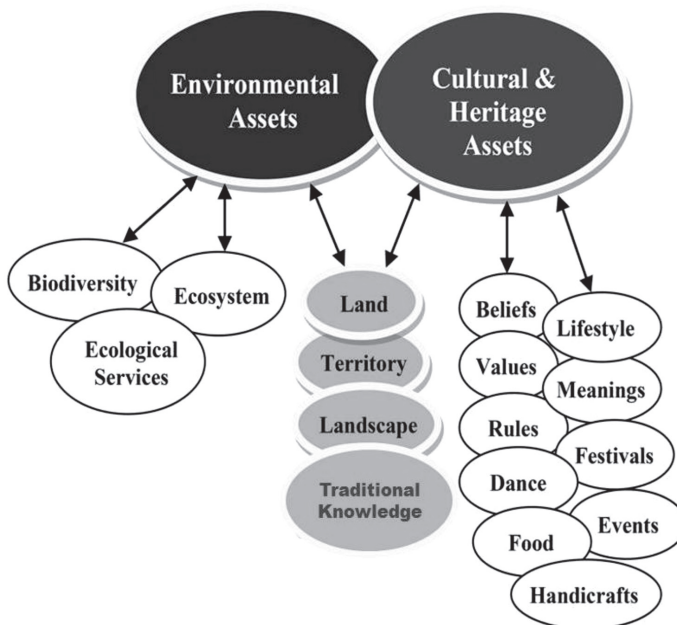 Environmental
Assets
Cultural &
Heritage
Assets
Biodiversity
Ecosystem
Ecological
Services
Land
Territory
Landscape
Traditional
Knowledge
Beliefs
Lifestyle
Values
Meanings
Rules
Festivals
Dance
Events
Food
Handicrafts